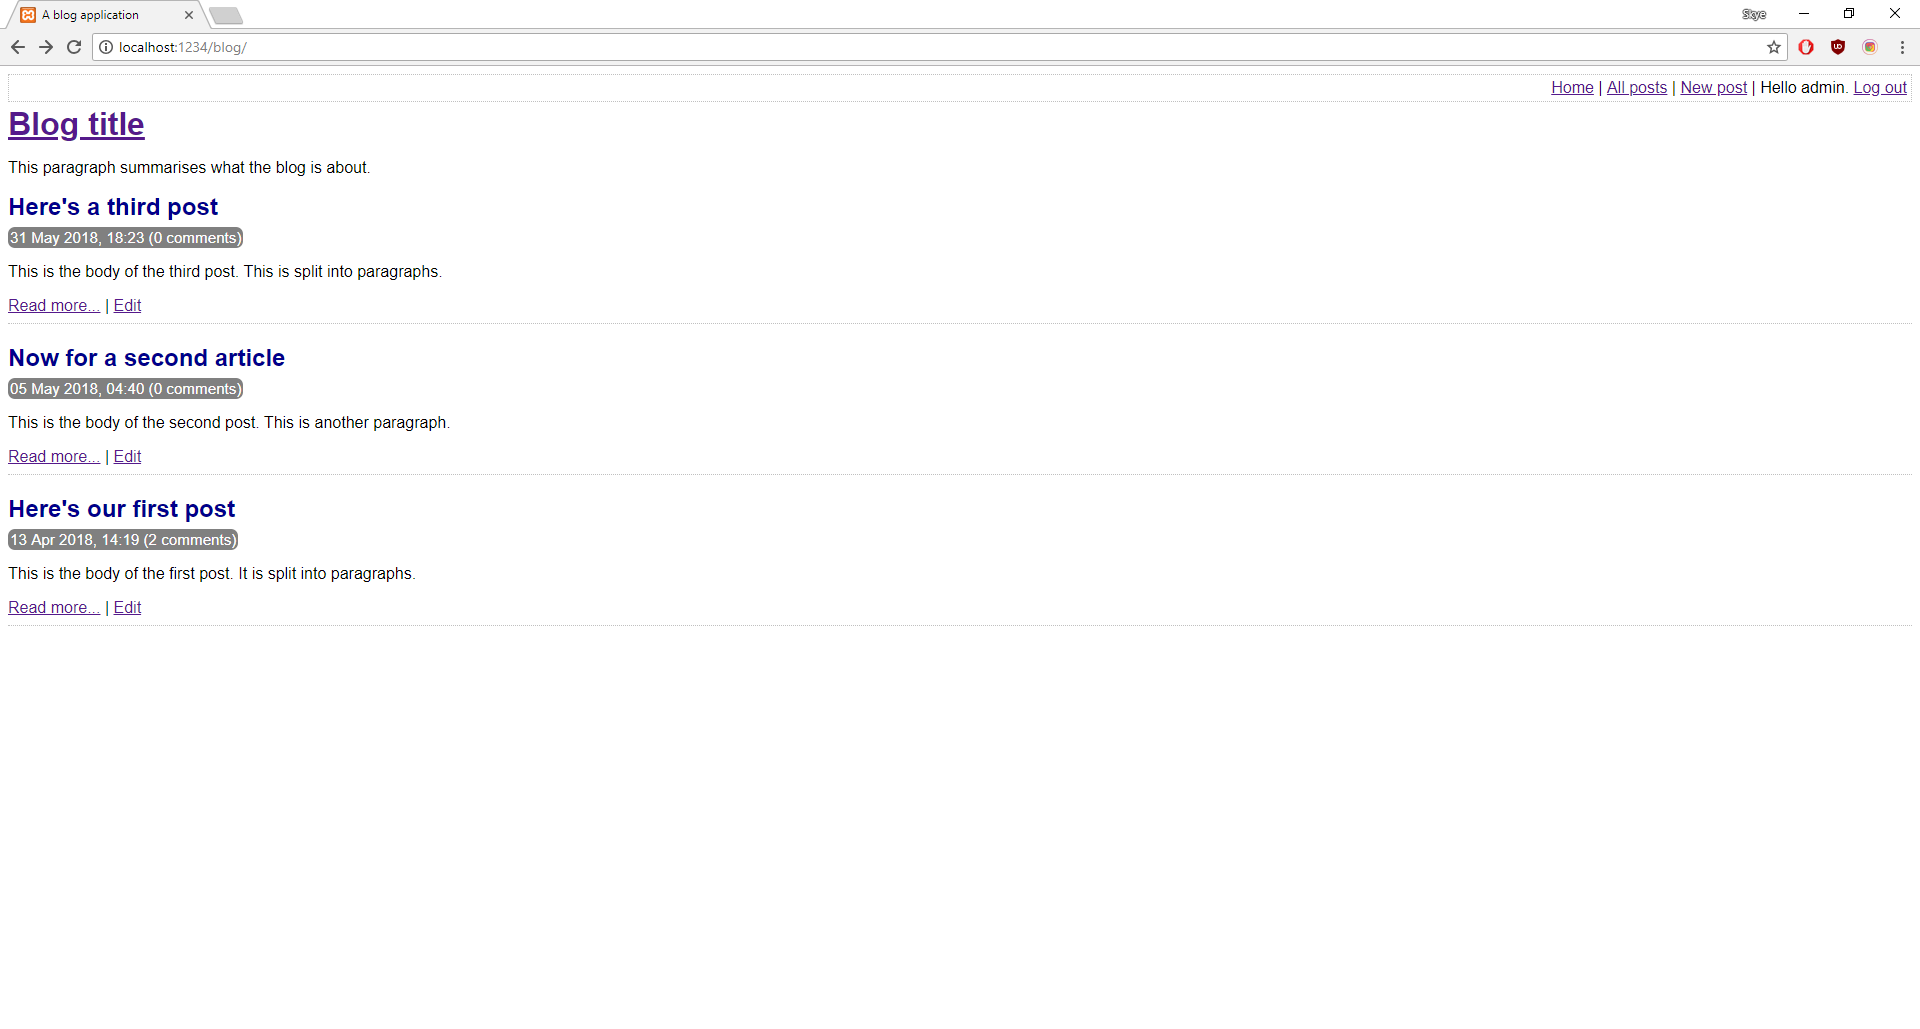 A blog application
Skye
localhost:1234/blog/
Home | All posts | New post | Hello admin. Log out
Blog title
This paragraph summarises what the blog is about.
Here's a third post
31 May 2018, 18:23 (0 comments)
This is the body of the third post. This is split into paragraphs.
Read more... | Edit
Now for a second article
05 May 2018, 04:40 (0 comments)
This is the body of the second post. This is another paragraph.
Read more... | Edit
Here's our first post
13 Apr 2018, 14:19 (2 comments)
This is the body of the first post. It is split into paragraphs.
Read more... | Edit